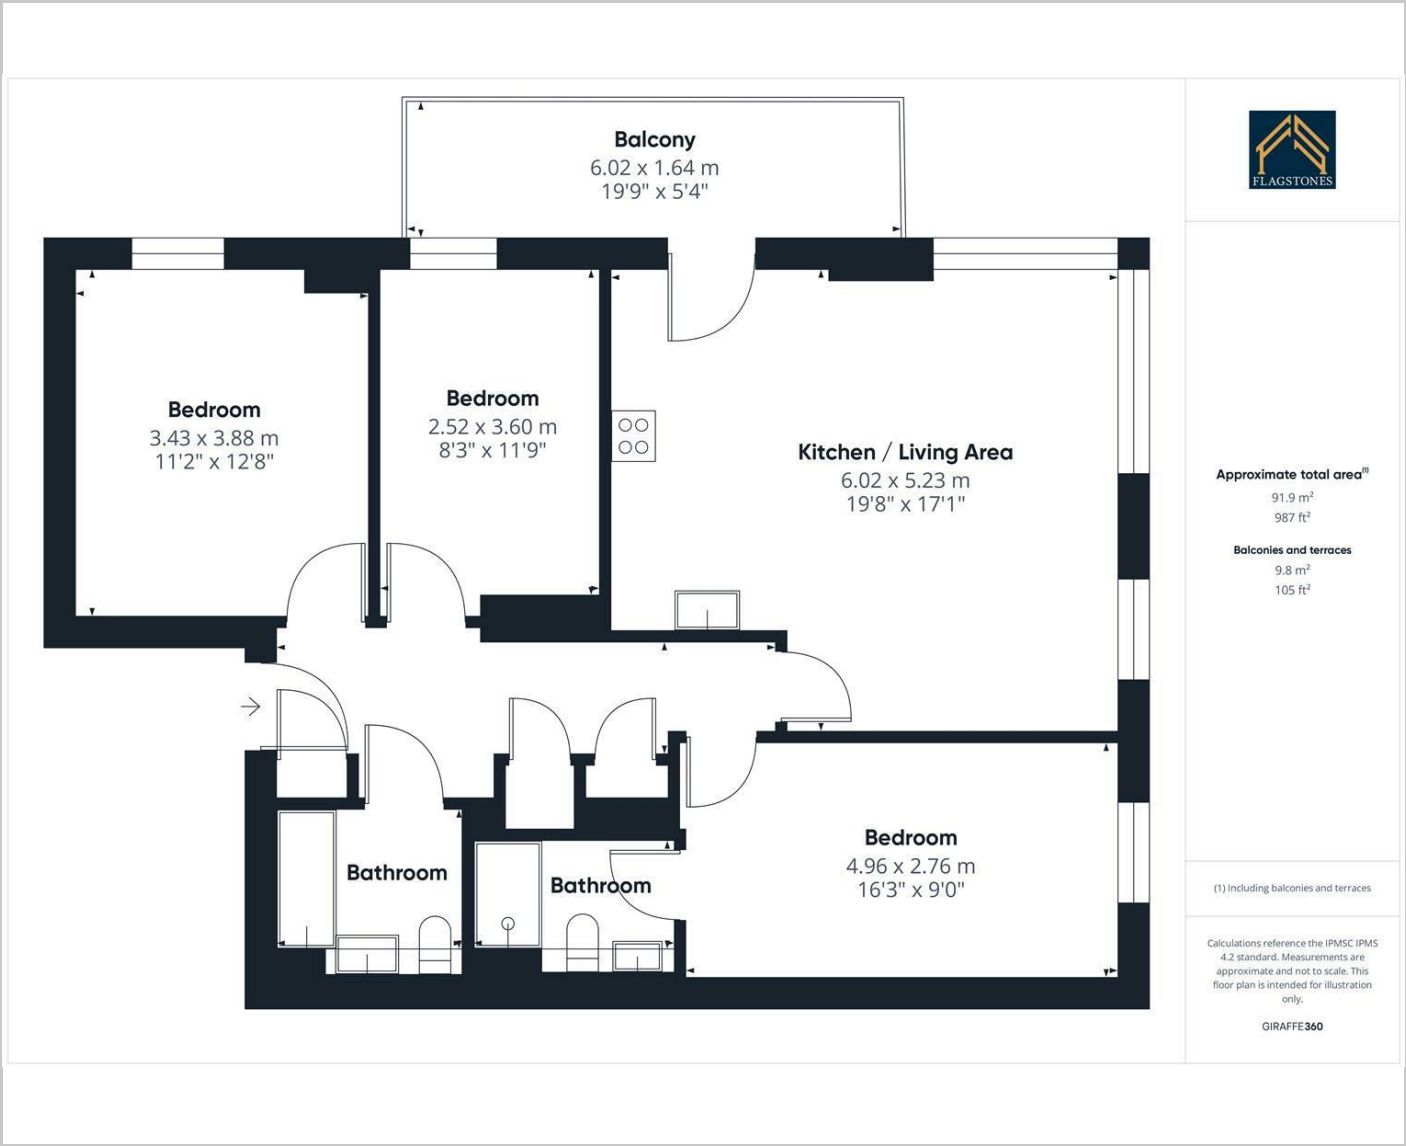 Balcony
6.02 x 1.64 m
19'9" x 5'4"
Bedroom
3.43 x 3.88 m
11'2" x 12'8"
Bedroom
2.52 x 3.60 m
8'3" x 11'9"
Kitchen / Living Area
6.02 x 5.23 m
19'8" x 17'1"
Bathroom
Bathroom
Bedroom
4.96 x 2.76 m
16'3" x 9'0"
FLAGSTONES
Approximate total area⁽¹⁾
91.9 m²
987 ft²
Balconies and terraces
9.8 m²
105 ft²
(1) Including balconies and terraces
Calculations reference the IPMSC IPMS
4.2 standard. Measurements are
approximate and not to scale. This
floor plan is intended for illustration
only.
GIRAFFE360